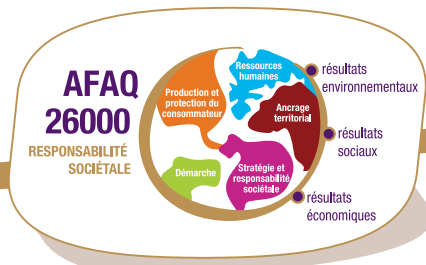 AFAQ
26000
RESPONSABILITÉ
SOCIÉTALE
Production et
protection du
consommateur
Ressources
humaines
Ancrage
territorial
Démarche
Stratégie et
responsabilité
sociétale
résultats
environnementaux
résultats
sociaux
résultats
économiques